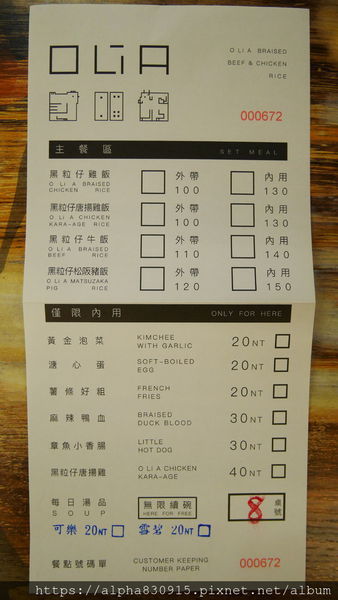 OLiA
O Li A BRAISED
BEEF & CHICKEN
RICE
000672
主餐區 SET MEAL
黑粒仔雞飯 外帶 內用
O Li A BRAISED
CHICKEN RICE
100 130
黑粒仔唐揚雞飯 外帶 內用
O Li A CHICKEN
KARA-AGE RICE
100 130
黑粒仔牛飯 外帶 內用
O Li A BRAISED
BEEF RICE
110 140
黑粒仔松阪豬飯 外帶 內用
O Li A MATSUZAKA
PIG RICE
120 150
僅限內用 ONLY FOR HERE
黃金泡菜 KIMCHEE
WITH GARLIC 20NT
溏心蛋 SOFT-BOILED
EGG 20NT
薯條好組 FRENCH
FRIES 20NT
麻辣鴨血 BRAISED
DUCK BLOOD 30NT
章魚小香腸 LITTLE
HOT DOG 30NT
黑粒仔唐揚雞 O Li A CHICKEN
KARA-AGE 40NT
每日湯品
SOUP
無限續碗
HERE FOR FREE
8 桌號
可樂 20NT 雪碧 20NT
餐點號碼單 CUSTOMER KEEPING
NUMBER PAPER 000672
https://alpha830915.pixnet.net/album